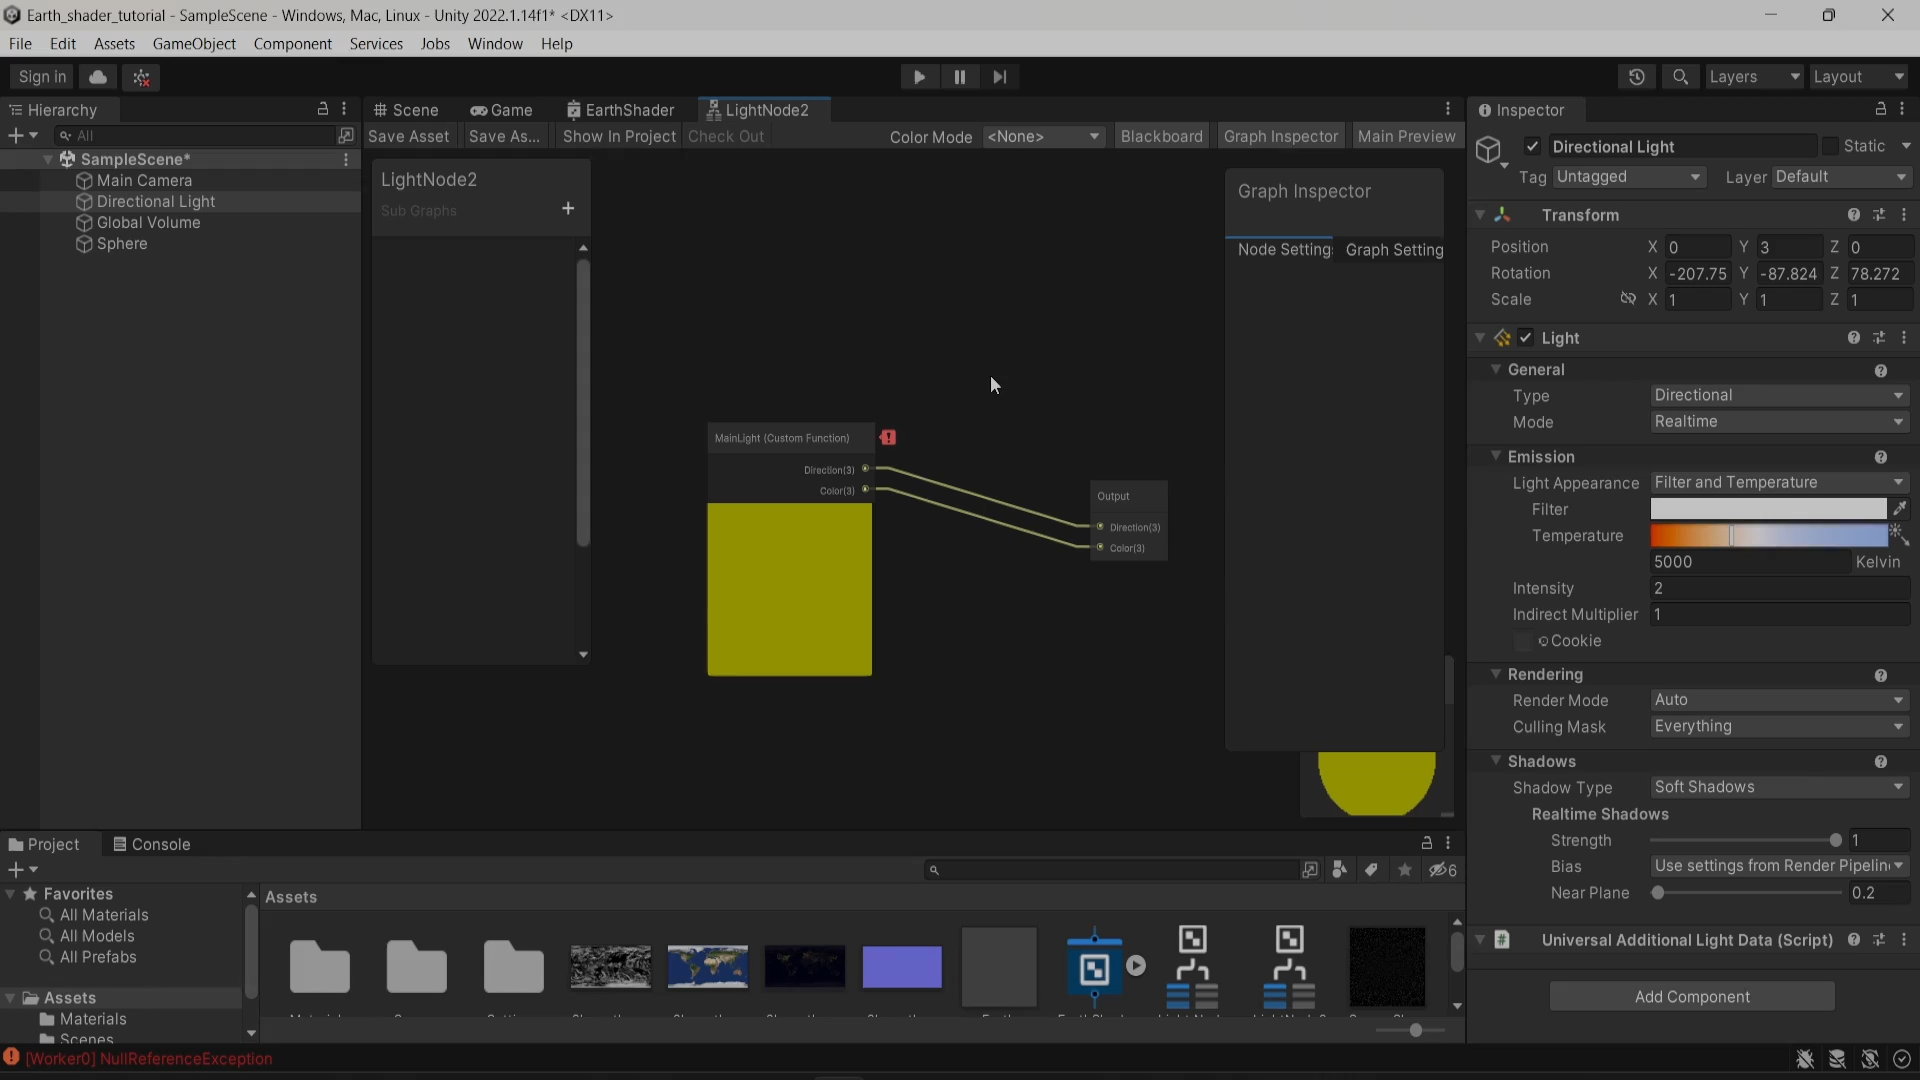 Earth_shader_tutorial - SampleScene - Windows, Mac, Linux - Unity 2022.1.14f1* <DX11>
File Edit Assets GameObject Component Services Jobs Window Help
Sign in
Layers
Layout
Hierarchy
All
SampleScene*
Main Camera
Directional Light
Global Volume
Sphere
Scene
Game
EarthShader
LightNode2
Save Asset
Save As...
Show In Project
Check Out
Color Mode
<None>
Blackboard
Graph Inspector
Main Preview
LightNode2
Sub Graphs
+
MainLight (Custom Function)
Direction(3)
Color(3)
Output
Direction(3)
Color(3)
Graph Inspector
Node Setting
Graph Setting
Inspector
Directional Light
Static
Tag Untagged
Layer Default
Transform
Position X 0 Y 3 Z 0
Rotation X -207.75 Y -87.824 Z 78.272
Scale X 1 Y 1 Z 1
Light
General
Type Directional
Mode Realtime
Emission
Light Appearance Filter and Temperature
Filter
Temperature
5000 Kelvin
Intensity 2
Indirect Multiplier 1
Cookie
Rendering
Render Mode Auto
Culling Mask Everything
Shadows
Shadow Type Soft Shadows
Realtime Shadows
Strength 1
Bias Use settings from Render Pipelin
Near Plane 0.2
Universal Additional Light Data (Script)
Add Component
Project
Console
6
Favorites
All Materials
All Models
All Prefabs
Assets
Materials
Scenes
Assets
[Worker0] NullReferenceException